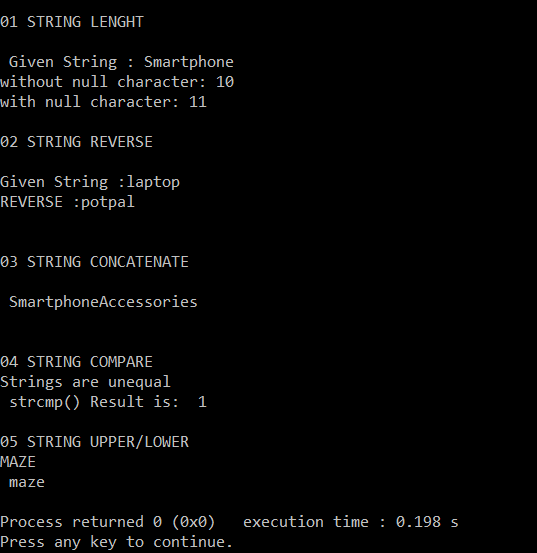 01 STRING LENGHT
Given String : Smartphone
without null character: 10
with null character: 11
02 STRING REVERSE
Given String :laptop
REVERSE :potpal
03 STRING CONCATENATE
SmartphoneAccessories
04 STRING COMPARE
Strings are unequal
strcmp() Result is:  1
05 STRING UPPER/LOWER
MAZE
maze
Process returned 0 (0x0)   execution time : 0.198 s
Press any key to continue.